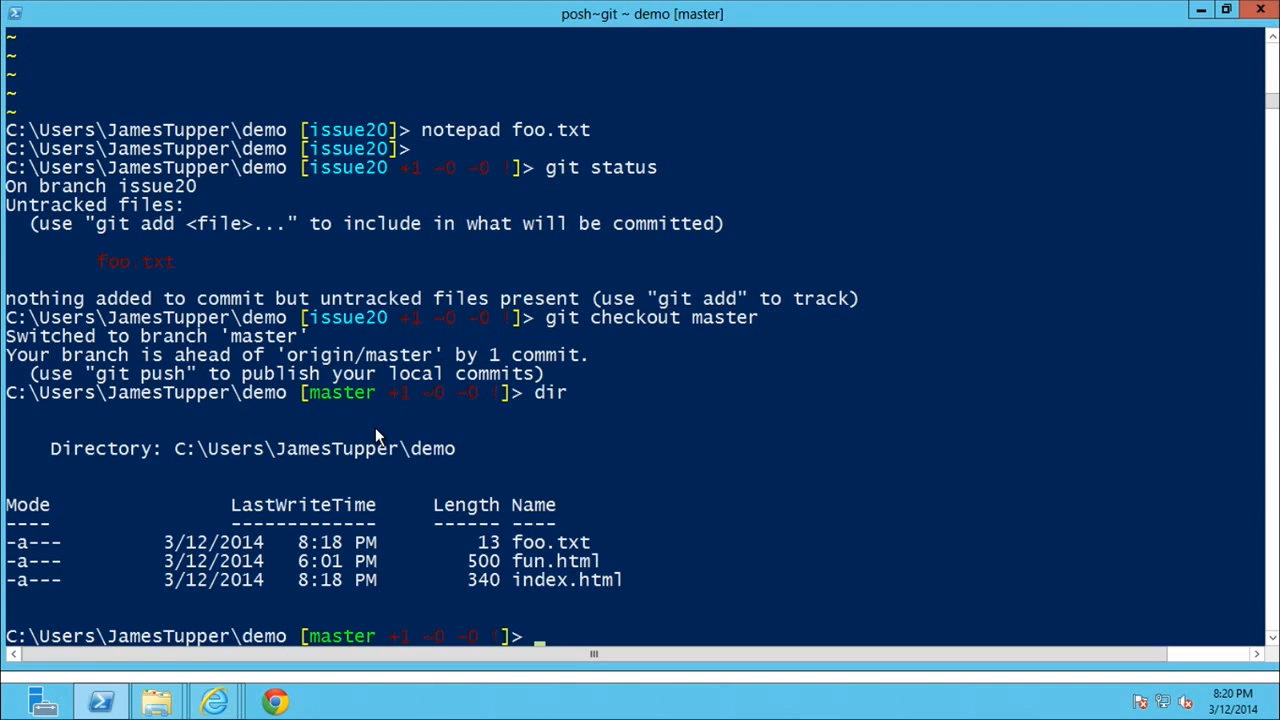 posh~git ~ demo [master]
~
~
~
~
~
C:\Users\JamesTupper\demo [issue20]> notepad foo.txt
C:\Users\JamesTupper\demo [issue20]>
C:\Users\JamesTupper\demo [issue20 +1 ~0 -0 !]> git status
On branch issue20
Untracked files:
  (use "git add <file>..." to include in what will be committed)
        foo.txt
nothing added to commit but untracked files present (use "git add" to track)
C:\Users\JamesTupper\demo [issue20 +1 ~0 -0 !]> git checkout master
Switched to branch 'master'
Your branch is ahead of 'origin/master' by 1 commit.
  (use "git push" to publish your local commits)
C:\Users\JamesTupper\demo [master +1 ~0 -0 !]> dir
    Directory: C:\Users\JamesTupper\demo
Mode                LastWriteTime     Length Name
----                -------------     ------ ----
-a---         3/12/2014   8:18 PM         13 foo.txt
-a---         3/12/2014   6:01 PM        500 fun.html
-a---         3/12/2014   8:18 PM        340 index.html
C:\Users\JamesTupper\demo [master +1 ~0 -0 !]>
8:20 PM
3/12/2014